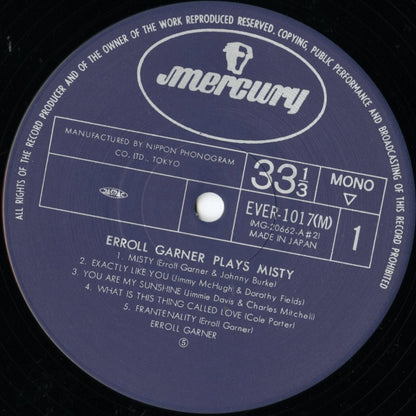 ALL RIGHTS OF THE RECORD PRODUCER AND OF THE OWNER OF THE WORK REPRODUCED RESERVED. COPYING, PUBLIC PERFORMANCE AND BROADCASTING OF THIS RECORD PROHIBITED
mercury
MANUFACTURED BY NIPPON PHONOGRAM
CO., LTD., TOKYO
33 1/3
MONO
▽
1
EVER-1017(M)
(MG-20662-A#2)
MADE IN JAPAN
ERROLL GARNER PLAYS MISTY
1. MISTY (Erroll Garner & Johnny Burke)
2. EXACTLY LIKE YOU (Jimmy McHugh & Dorothy Fields)
3. YOU ARE MY SUNSHINE (Jimmie Davis & Charles Mitchell)
4. WHAT IS THIS THING CALLED LOVE (Cole Porter)
5. FRANTENALITY (Erroll Garner)
ERROLL GARNER
Ⓢ